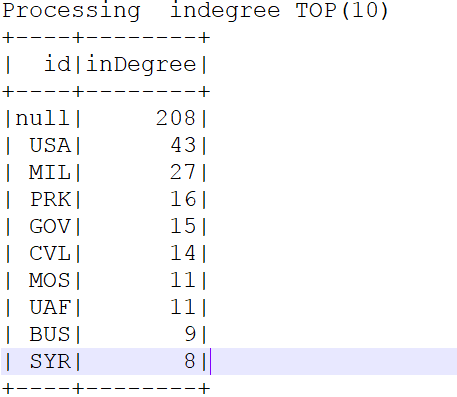 Processing  indegree TOP(10)
+----+--------+
|  id|inDegree|
+----+--------+
|null|     208|
| USA|      43|
| MIL|      27|
| PRK|      16|
| GOV|      15|
| CVL|      14|
| MOS|      11|
| UAF|      11|
| BUS|       9|
| SYR|       8|
+----+--------+